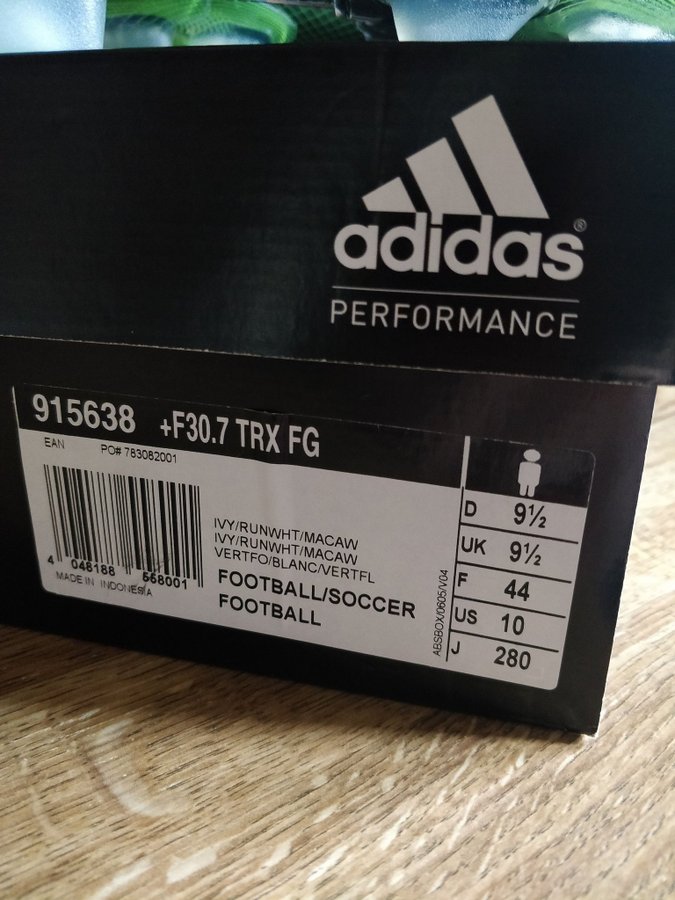 adidas®
PERFORMANCE
915638 +F30.7 TRX FG
EAN PO# 783082001
IVY/RUNWHT/MACAW
IVY/RUNWHT/MACAW
VERTFO/BLANC/VERTFL
4 048188 568001
MADE IN INDONESIA
FOOTBALL/SOCCER
FOOTBALL
ABSBOX/0605/V04
D 9½
UK 9½
F 44
US 10
J 280